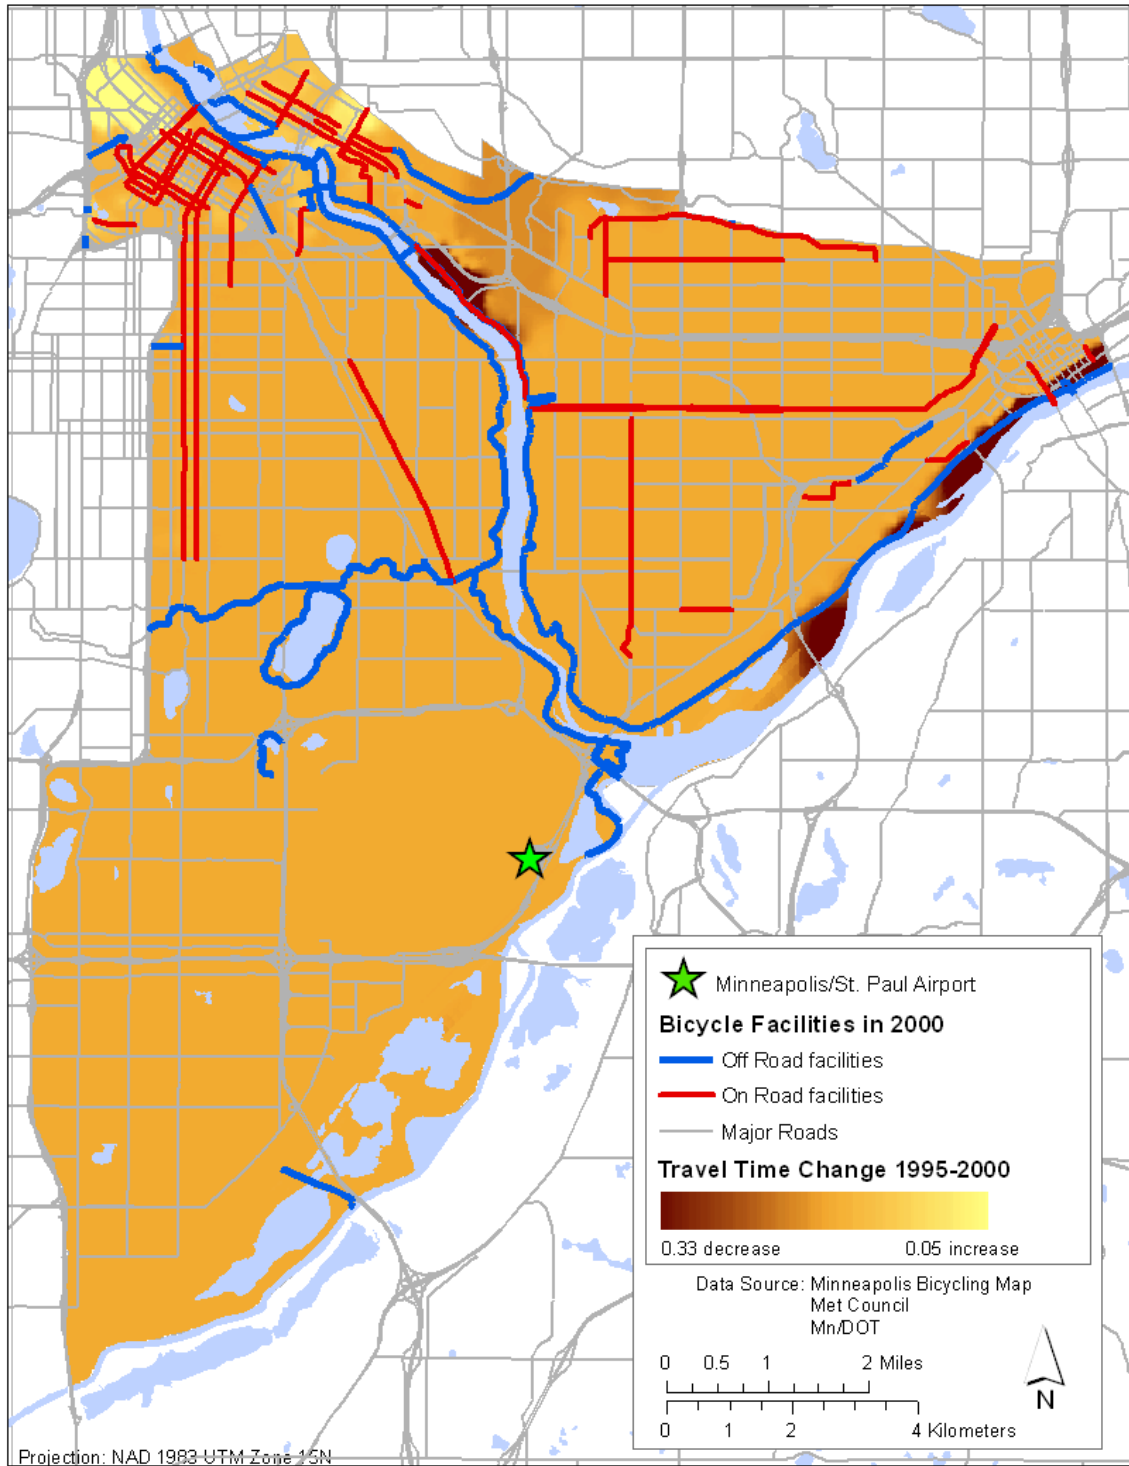 Minneapolis/St. Paul Airport
Bicycle Facilities in 2000
Off Road facilities
On Road facilities
Major Roads
Travel Time Change 1995-2000
0.33 decrease 0.05 increase
Data Source: Minneapolis Bicycling Map
Met Council
Mn/DOT
0 0.5 1 2 Miles
0 1 2 4 Kilometers
N
Projection: NAD 1983 UTM Zone 15N